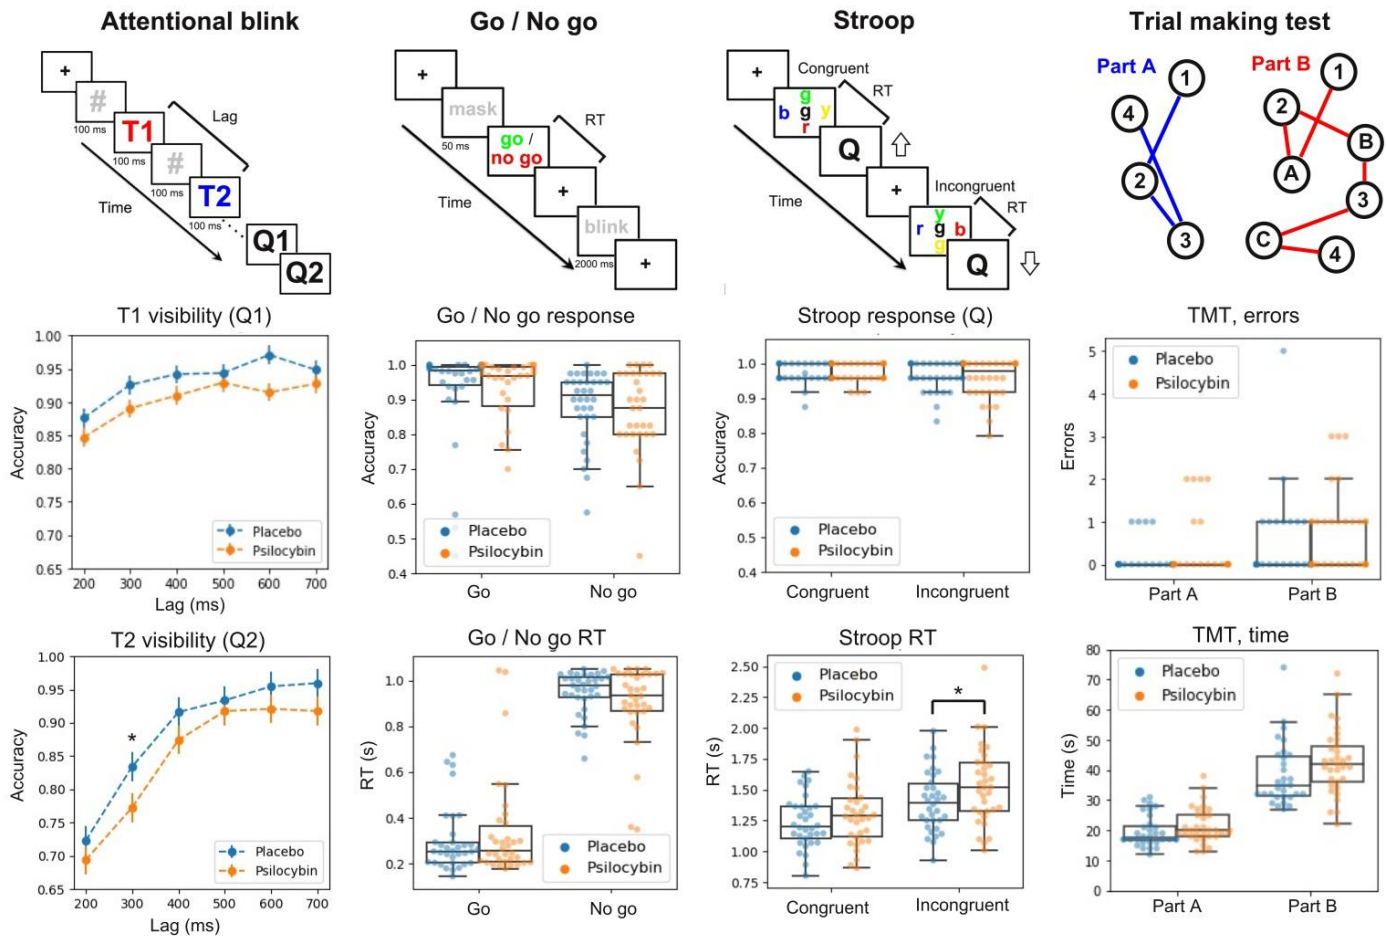 Attentional blink
Go / No go
Stroop
Trial making test
+
#
100 ms
T1
100 ms
#
100 ms
T2
100 ms
Q1
Q2
Lag
Time
+
mask
50 ms
go /
no go
RT
+
blink
2000 ms
+
Time
+
Congruent
g
b g y
r
RT
Q
+
Incongruent
y
r g b
g
RT
Q
Time
Part A
1
4
2
3
Part B
1
2
B
A
3
C
4
T1 visibility (Q1)
Accuracy
1.00
0.95
0.90
0.85
0.80
0.75
0.70
0.65
Placebo
Psilocybin
200 300 400 500 600 700
Lag (ms)
Go / No go response
Accuracy
1.0
0.9
0.8
0.7
0.6
0.5
0.4
Placebo
Psilocybin
Go No go
Stroop response (Q)
Accuracy
1.0
0.9
0.8
0.7
0.6
0.5
0.4
Placebo
Psilocybin
Congruent Incongruent
TMT, errors
Errors
5
4
3
2
1
0
Placebo
Psilocybin
Part A Part B
T2 visibility (Q2)
Accuracy
1.00
0.95
0.90
0.85
0.80
0.75
0.70
0.65
*
Placebo
Psilocybin
200 300 400 500 600 700
Lag (ms)
Go / No go RT
RT (s)
1.0
0.8
0.6
0.4
0.2
Placebo
Psilocybin
Go No go
Stroop RT
RT (s)
2.50
2.25
2.00
1.75
1.50
1.25
1.00
0.75
Placebo
Psilocybin
*
Congruent Incongruent
TMT, time
Time (s)
80
70
60
50
40
30
20
10
0
Placebo
Psilocybin
Part A Part B